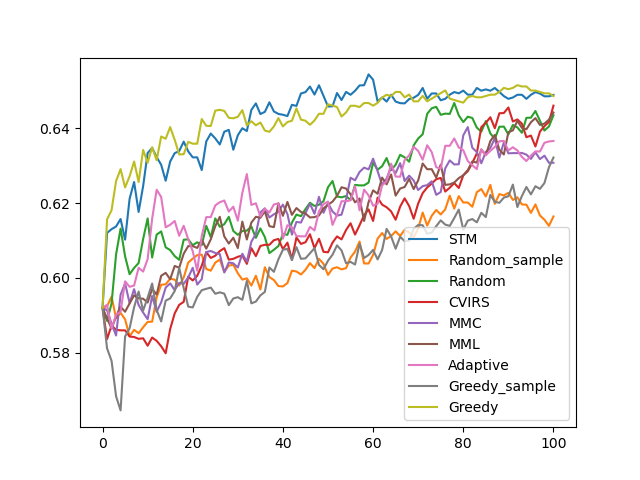 0.64
0.62
0.60
0.58
0
20
40
60
80
100
STM
Random_sample
Random
CVIRS
MMC
MML
Adaptive
Greedy_sample
Greedy